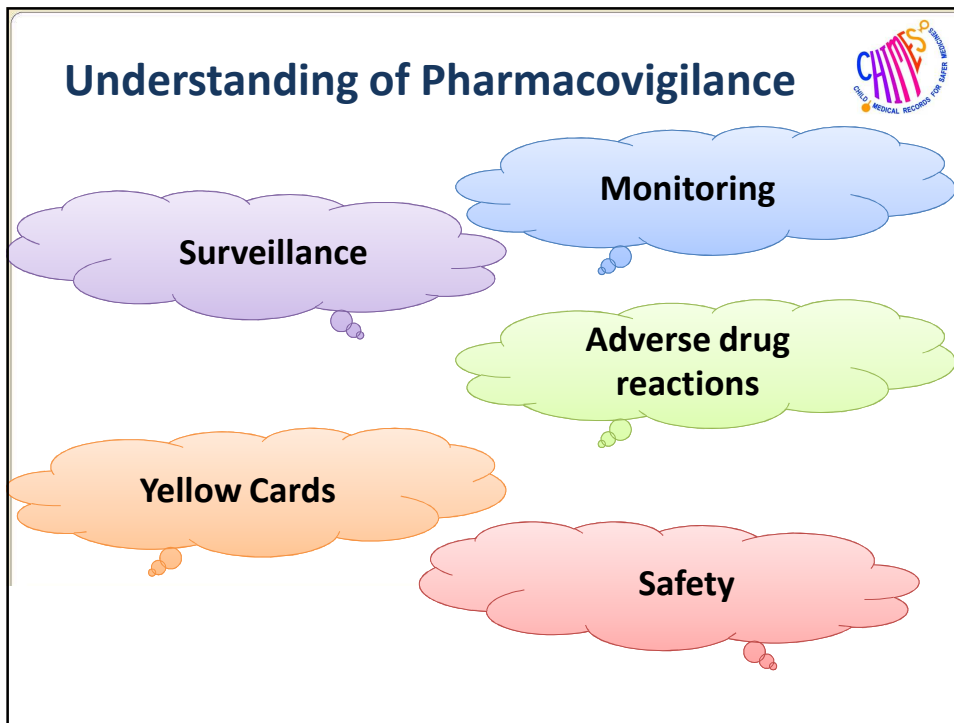 Understanding of Pharmacovigilance
CHIMES
CHILD MEDICAL RECORDS FOR SAFER MEDICINES
Monitoring
Surveillance
Adverse drug
reactions
Yellow Cards
Safety